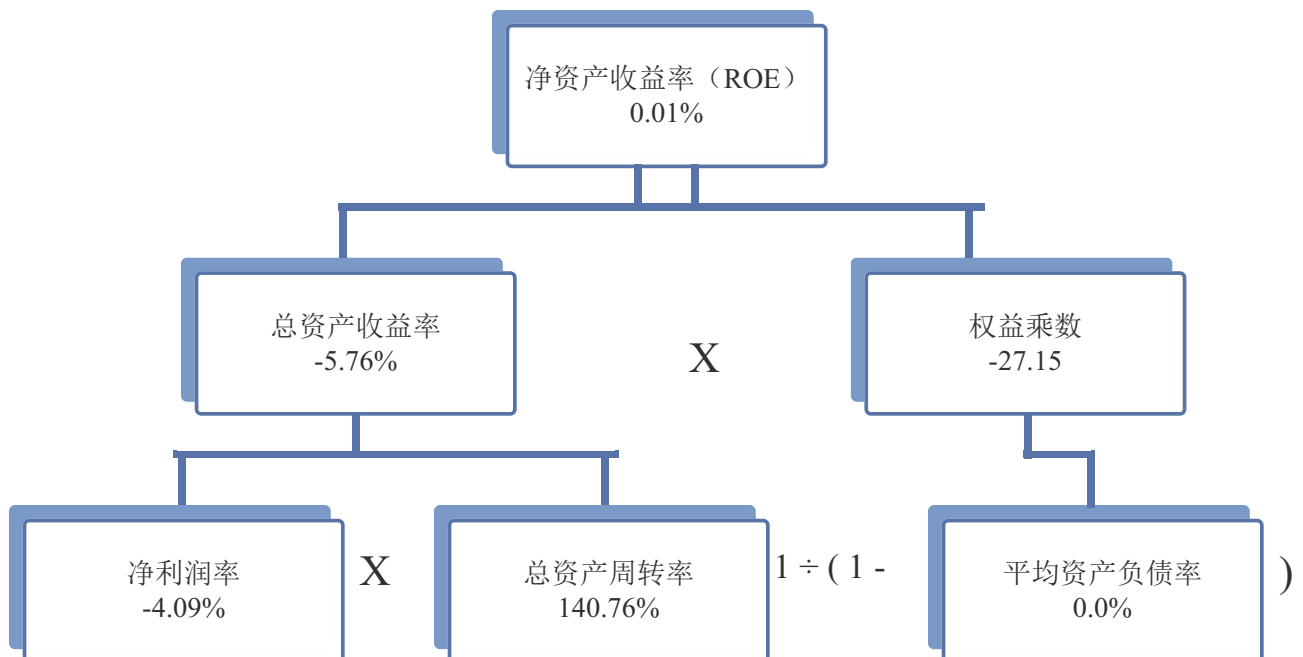 净资产收益率（ROE）
0.01%
总资产收益率
-5.76%
X
权益乘数
-27.15
净利润率
-4.09%
X
总资产周转率
140.76%
1 ÷ ( 1 -
平均资产负债率
0.0%
)